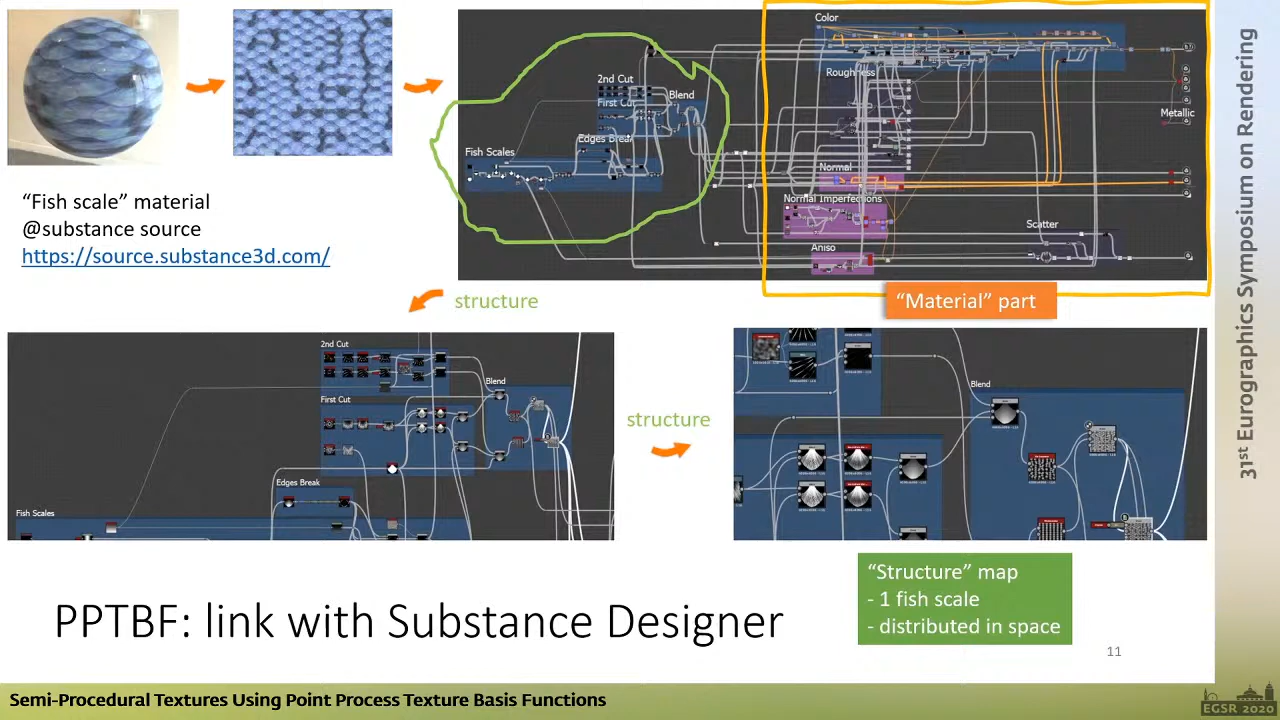 Color
Roughness
2nd Cut
First Cut
Blend
Edges Break
Fish Scales
Metallic
Normal
Normal Imperfections
Scatter
Aniso
“Fish scale” material
@substance source
https://source.substance3d.com/
structure
“Material” part
2nd Cut
First Cut
Blend
Edges Break
Fish Scales
structure
Blend
“Structure” map
- 1 fish scale
- distributed in space
PPTBF: link with Substance Designer
11
Semi-Procedural Textures Using Point Process Texture Basis Functions
31st Eurographics Symposium on Rendering
EGSR 2020